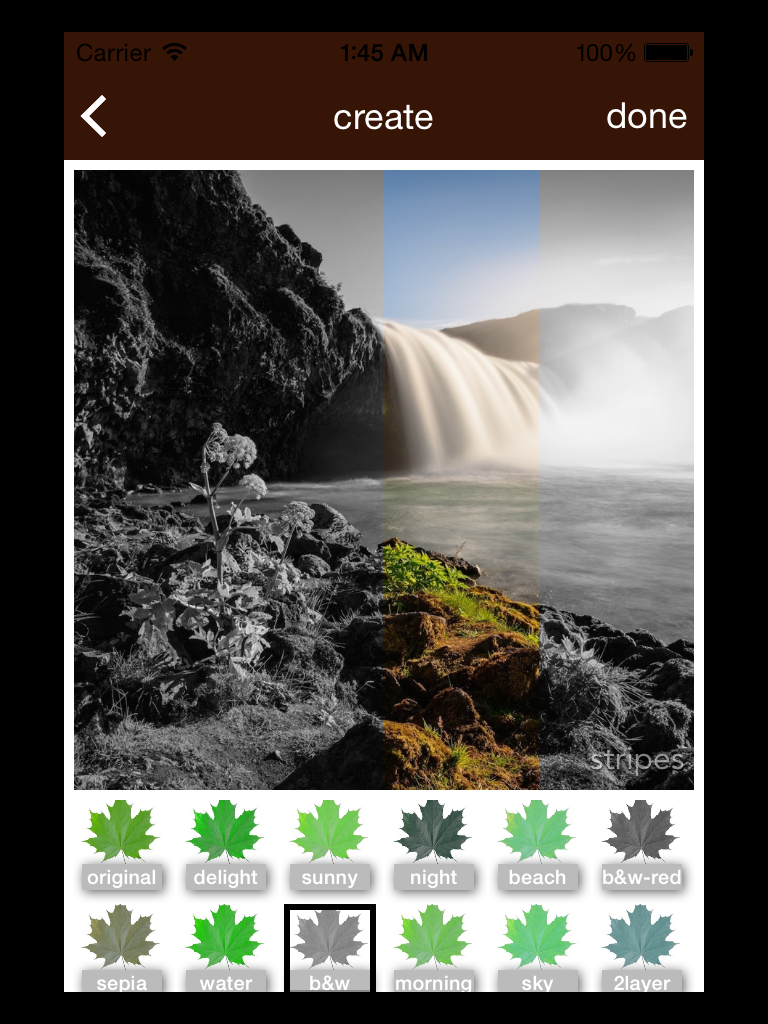 Carrier 1:45 AM 100%
create done
stripes
original delight sunny night beach b&w-red
sepia water b&w morning sky 2layer